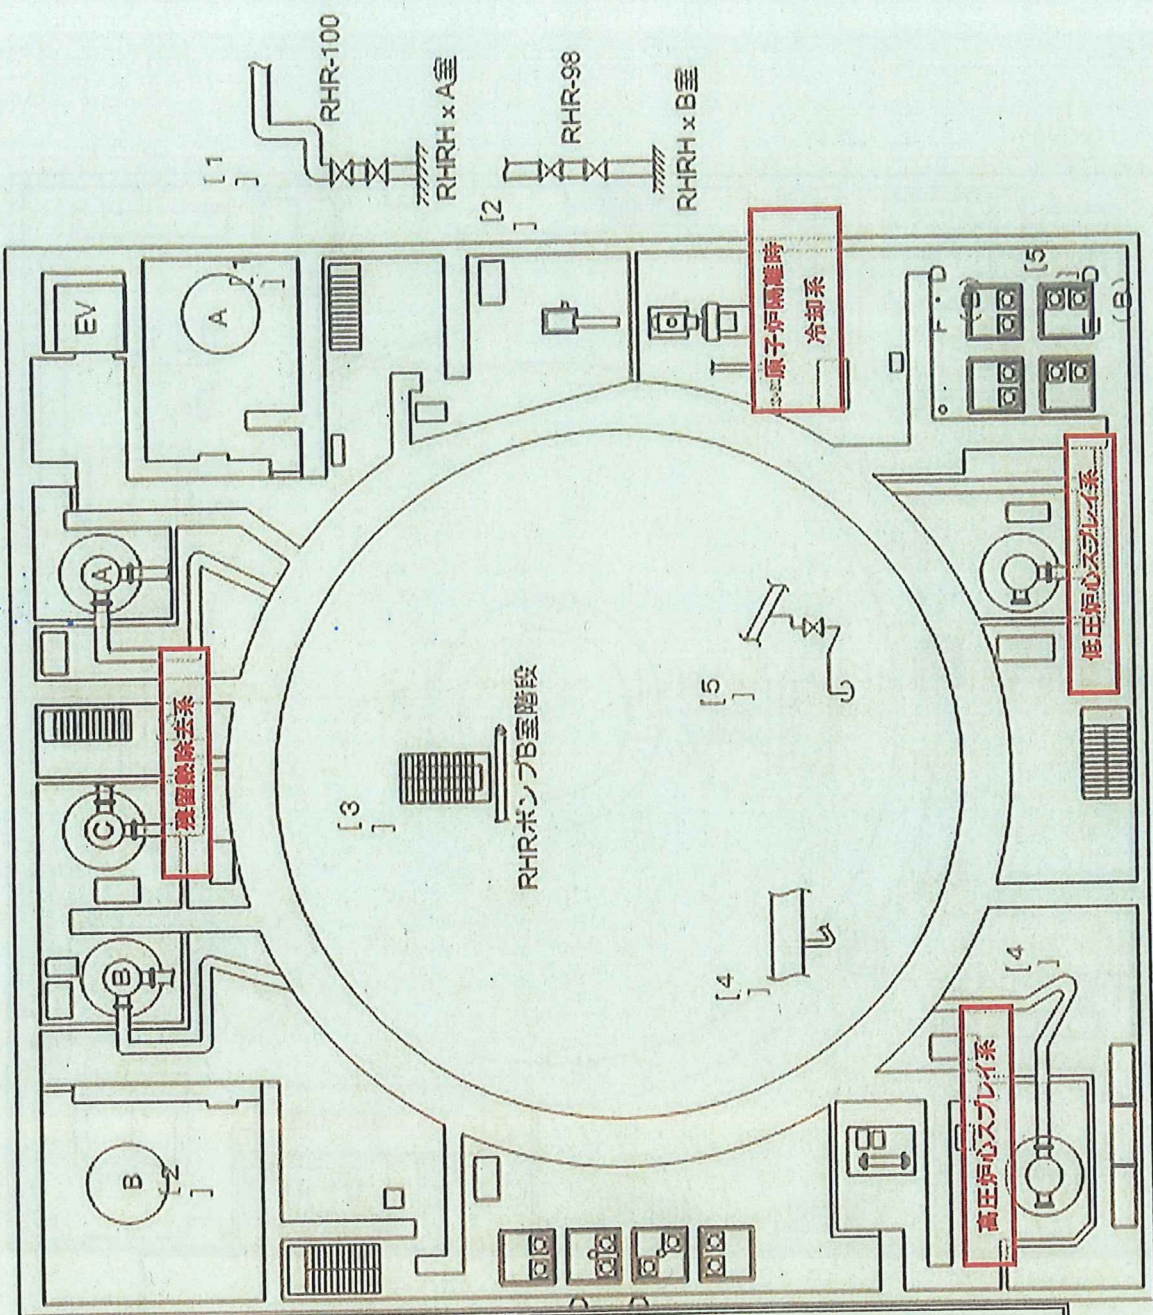 B
[2
]
B
C
A
EV
A
[1
]
残留熱除去系
[1
]
RHR-100
RHRH x A室
[2
]
RHR-98
RHRH x B室
[3
]
RHRポンプB室階段
[4
]
[5
]
原子炉隔離時
冷却系
高圧炉心スプレイ系
[4
]
低圧炉心スプレイ系
[5
]
(B)